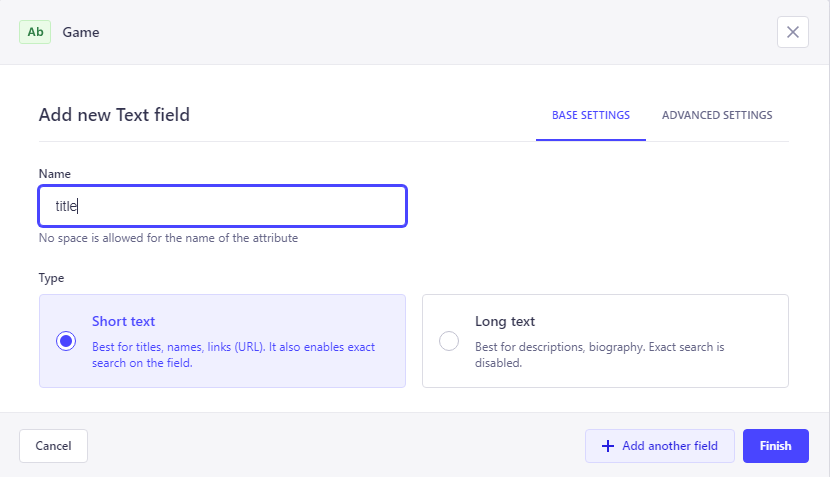 Ab Game
Add new Text field
BASE SETTINGS ADVANCED SETTINGS
Name
title
No space is allowed for the name of the attribute
Type
Short text
Best for titles, names, links (URL). It also enables exact
search on the field.
Long text
Best for descriptions, biography. Exact search is
disabled.
Cancel
Add another field
Finish